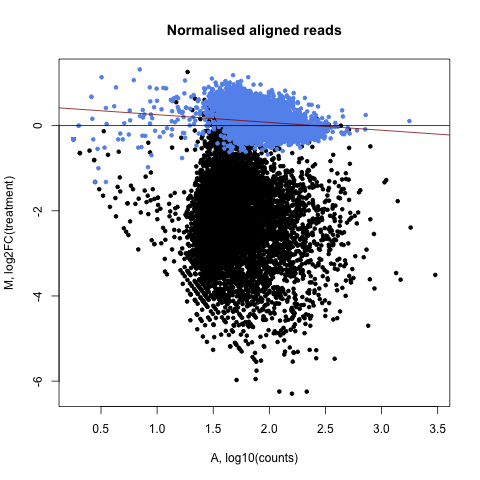 Normalised aligned reads
M, log2FC(treatment)
0
-2
-4
-6
0.5 1.0 1.5 2.0 2.5 3.0 3.5
A, log10(counts)